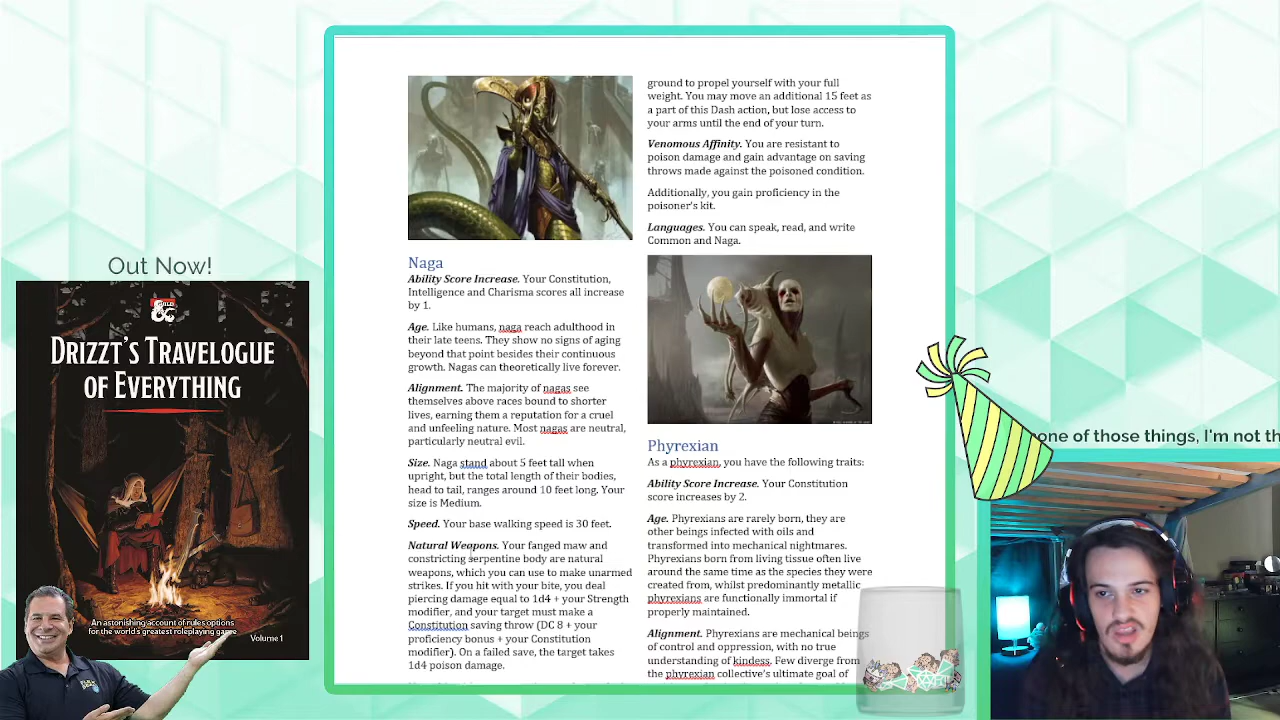 Out Now!
GUILD
DRIZZT'S TRAVELOGUE
OF EVERYTHING
An astonishing account of rules options
for the world's greatest roleplaying game
Volume 1
Naga
Ability Score Increase. Your Constitution,
Intelligence and Charisma scores all increase
by 1.
Age. Like humans, naga reach adulthood in
their late teens. They show no signs of aging
beyond that point besides their continuous
growth. Nagas can theoretically live forever.
Alignment. The majority of nagas see
themselves above races bound to shorter
lives, earning them a reputation for a cruel
and unfeeling nature. Most nagas are neutral,
particularly neutral evil.
Size. Naga stand about 5 feet tall when
upright, but the total length of their bodies,
head to tail, ranges around 10 feet long. Your
size is Medium.
Speed. Your base walking speed is 30 feet.
Natural Weapons. Your fanged maw and
constricting serpentine body are natural
weapons, which you can use to make unarmed
strikes. If you hit with your bite, you deal
piercing damage equal to 1d4 + your Strength
modifier, and your target must make a
Constitution saving throw (DC 8 + your
proficiency bonus + your Constitution
modifier). On a failed save, the target takes
1d4 poison damage.
ground to propel yourself with your full
weight. You may move an additional 15 feet as
a part of this Dash action, but lose access to
your arms until the end of your turn.
Venomous Affinity. You are resistant to
poison damage and gain advantage on saving
throws made against the poisoned condition.
Additionally, you gain proficiency in the
poisoner's kit.
Languages. You can speak, read, and write
Common and Naga.
Phyrexian
As a phyrexian, you have the following traits:
Ability Score Increase. Your Constitution
score increases by 2.
Age. Phyrexians are rarely born, they are
other beings infected with oils and
transformed into mechanical nightmares.
Phyrexians born from living tissue often live
around the same time as the species they were
created from, whilst predominantly metallic
phyrexians are functionally immortal if
properly maintained.
Alignment. Phyrexians are mechanical beings
of control and oppression, with no true
understanding of kindess. Few diverge from
the phyrexian collective's ultimate goal of
one of those things, I'm not th